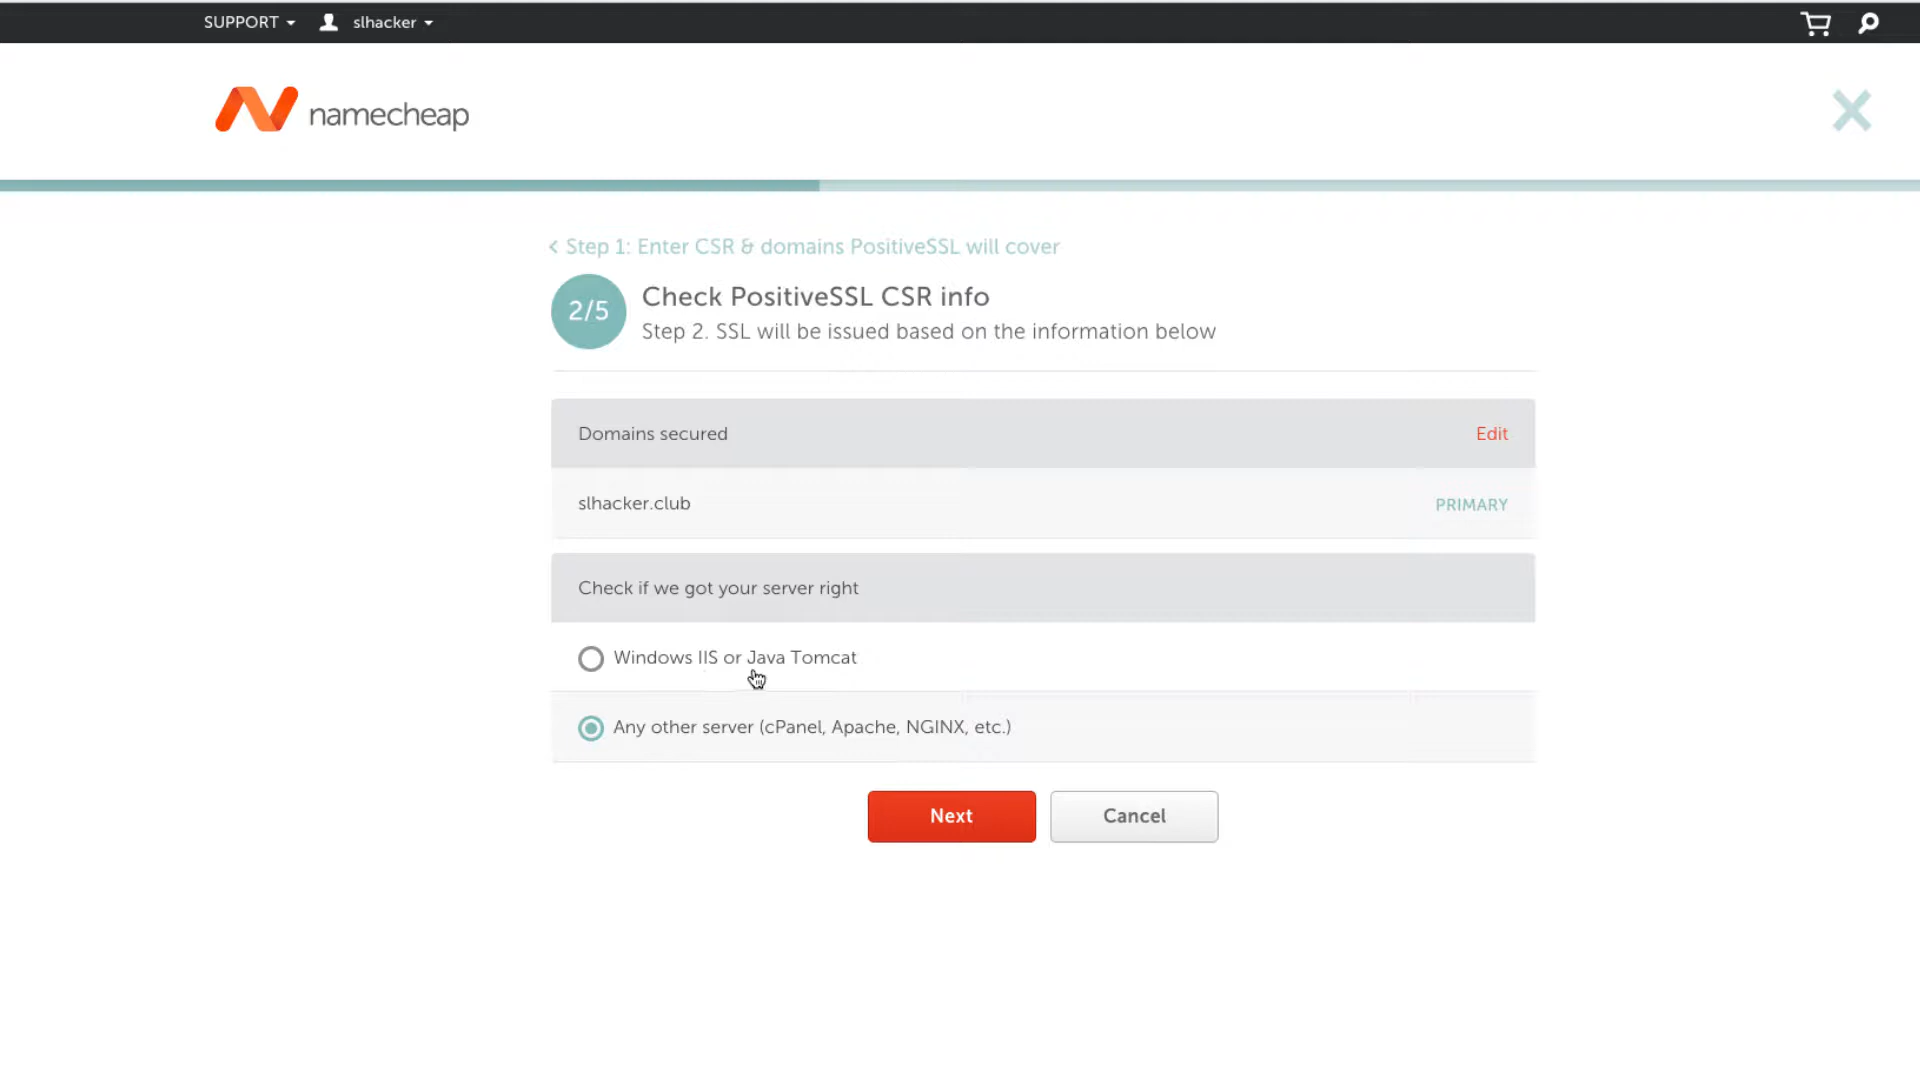 SUPPORT
slhacker
namecheap
Step 1: Enter CSR & domains PositiveSSL will cover
2/5
Check PositiveSSL CSR info
Step 2. SSL will be issued based on the information below
Domains secured
Edit
slhacker.club
PRIMARY
Check if we got your server right
Windows IIS or Java Tomcat
Any other server (cPanel, Apache, NGINX, etc.)
Next
Cancel